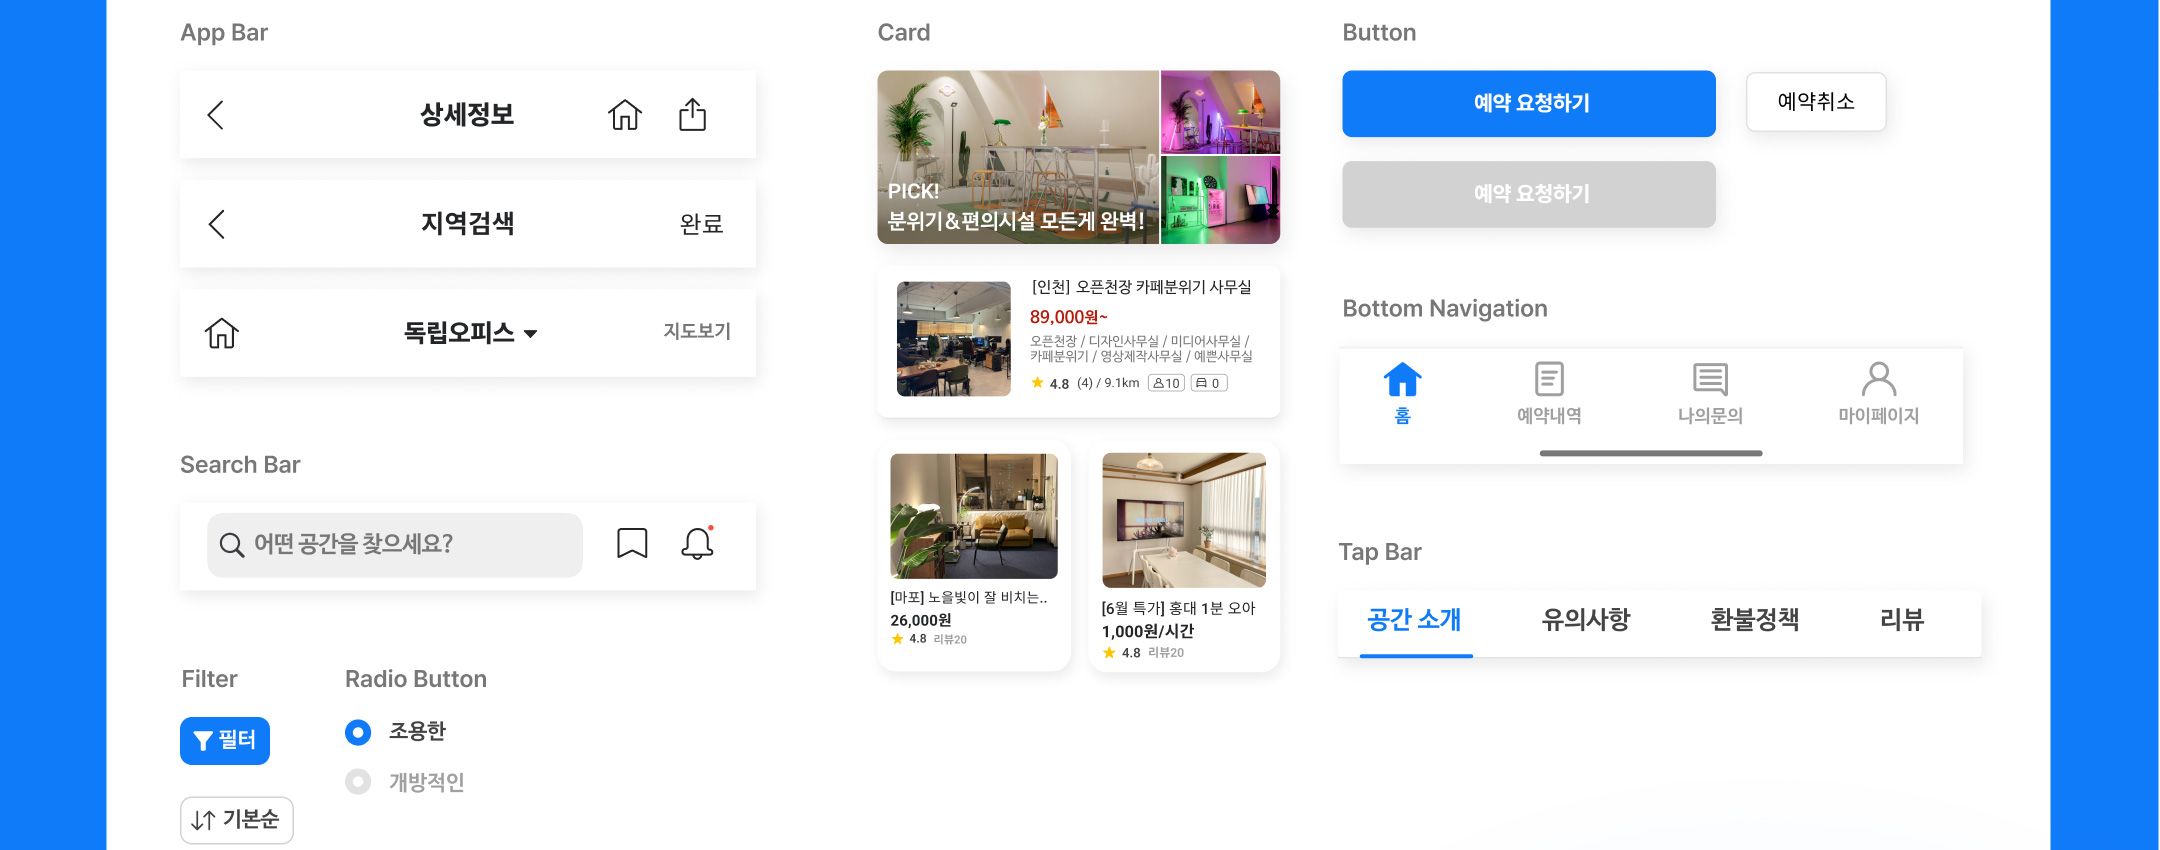 App Bar
상세정보
지역검색
완료
독립오피스
지도보기
Search Bar
어떤 공간을 찾으세요?
Filter
필터
기본순
Radio Button
조용한
개방적인
Card
PICK!
분위기&편의시설 모든게 완벽!
[인천] 오픈천장 카페분위기 사무실
89,000원~
오픈천장 / 디자인사무실 / 미디어사무실 /
카페분위기 / 영상제작사무실 / 예쁜사무실
4.8 (4) / 9.1km 10 0
[마포] 노을빛이 잘 비치는..
26,000원
4.8 리뷰20
[6월 특가] 홍대 1분 오아
1,000원/시간
4.8 리뷰20
Button
예약 요청하기
예약취소
예약 요청하기
Bottom Navigation
홈
예약내역
나의문의
마이페이지
Tap Bar
공간 소개
유의사항
환불정책
리뷰